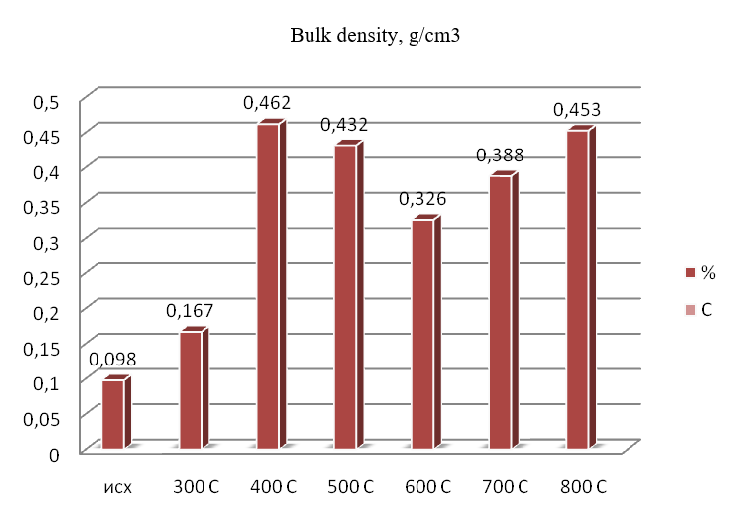 Bulk density, g/cm3
0,5
0,45
0,4
0,35
0,3
0,25
0,2
0,15
0,1
0,05
0
0,098
0,167
0,462
0,432
0,326
0,388
0,453
исх
300 C
400 C
500 C
600 C
700 C
800 C
%
C